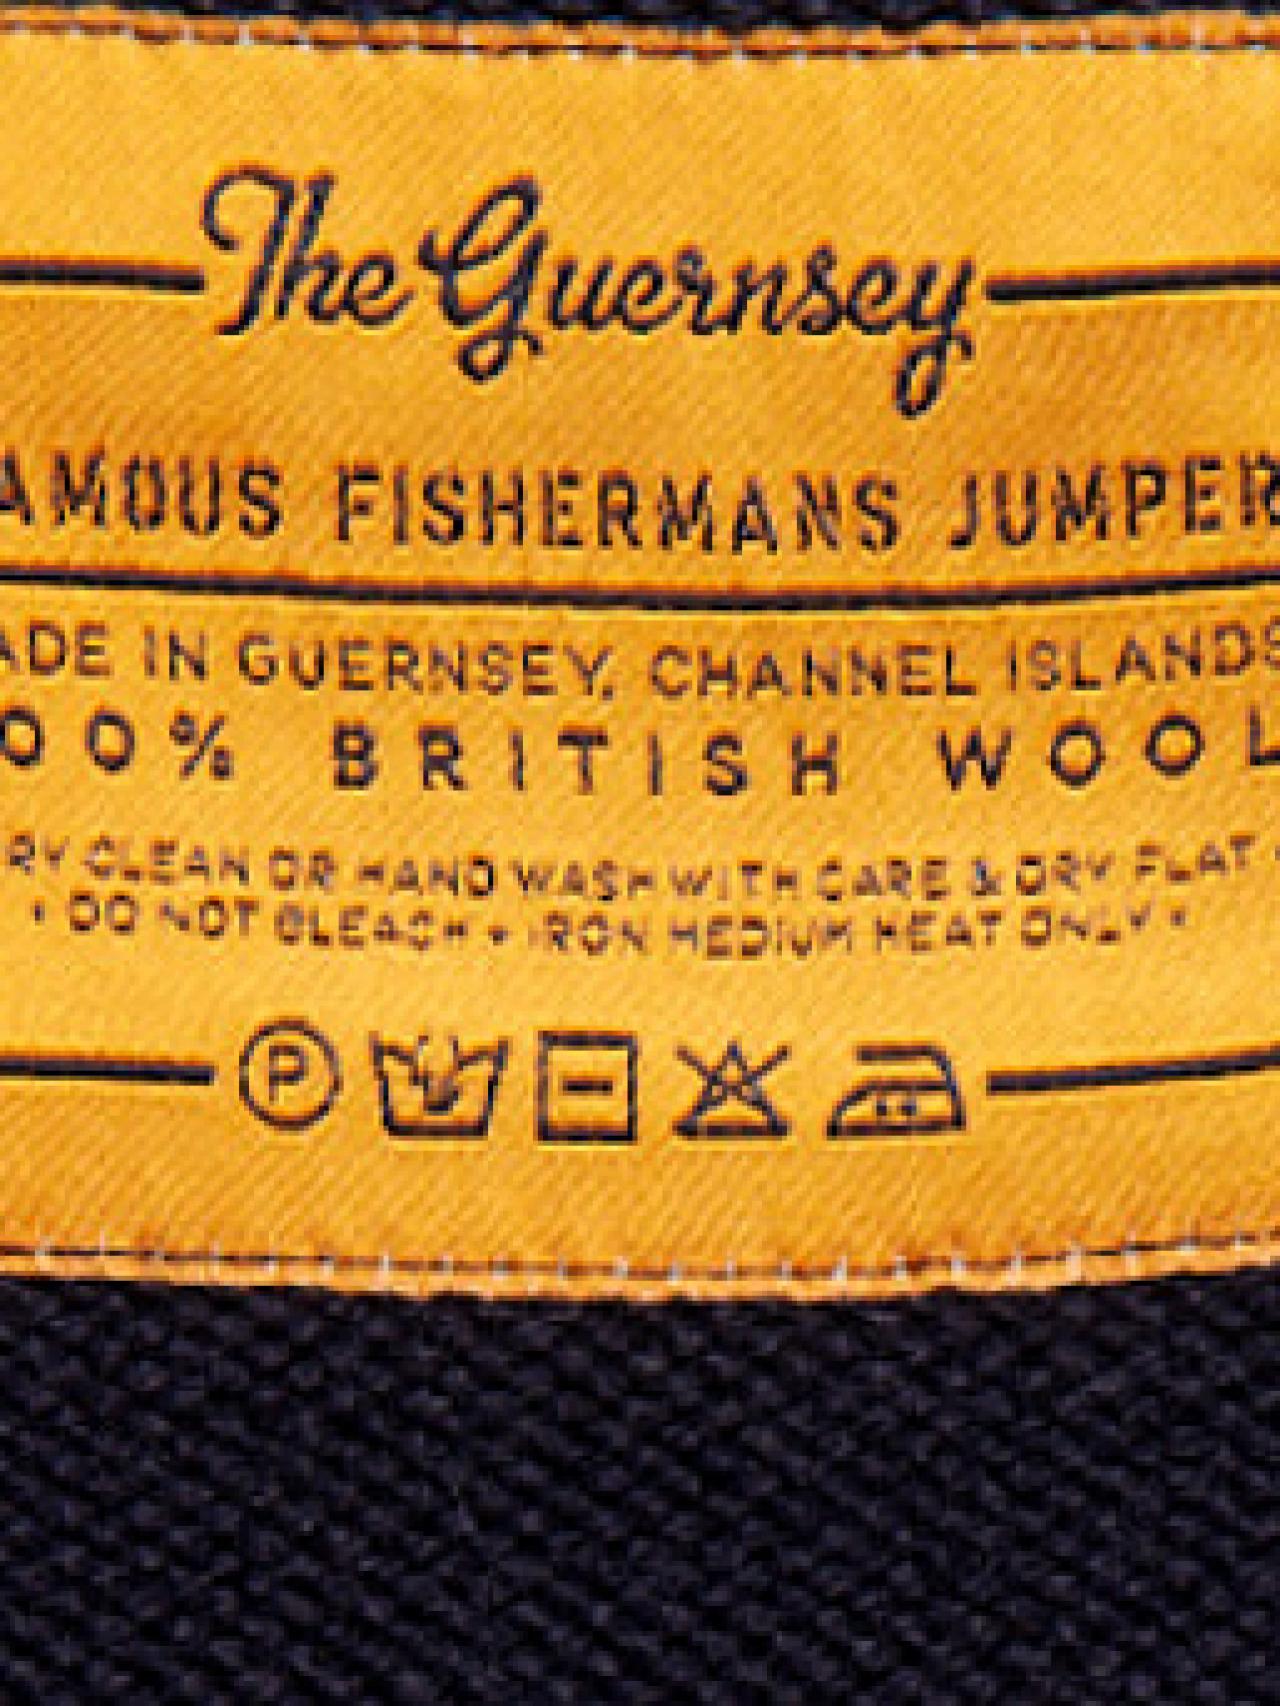 The Guernsey
AMOUS FISHERMANS JUMPER
ADE IN GUERNSEY, CHANNEL ISLANDS
00% BRITISH WOOL
RY CLEAN OR HAND WASH WITH CARE & DRY FLAT •
• DO NOT BLEACH • IRON MEDIUM HEAT ONLY •
P